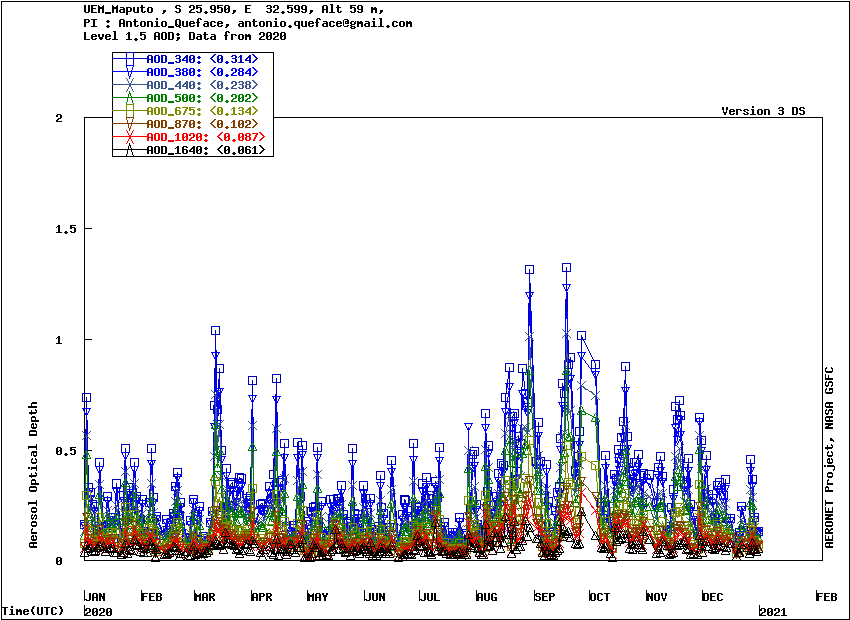 UEM_Maputo , S 25.950, E  32.599, Alt 59 m,
PI : Antonio_Queface, antonio.queface@gmail.com
Level 1.5 AOD; Data from 2020
AOD_340: <0.314>
AOD_380: <0.284>
AOD_440: <0.238>
AOD_500: <0.202>
AOD_675: <0.134>
AOD_870: <0.102>
AOD_1020: <0.087>
AOD_1640: <0.061>
Version 3 DS
2
1.5
1
0.5
0
Aerosol Optical Depth
AERONET Project, NASA GSFC
JAN FEB MAR APR MAY JUN JUL AUG SEP OCT NOV DEC FEB
Time(UTC) 2020 2021